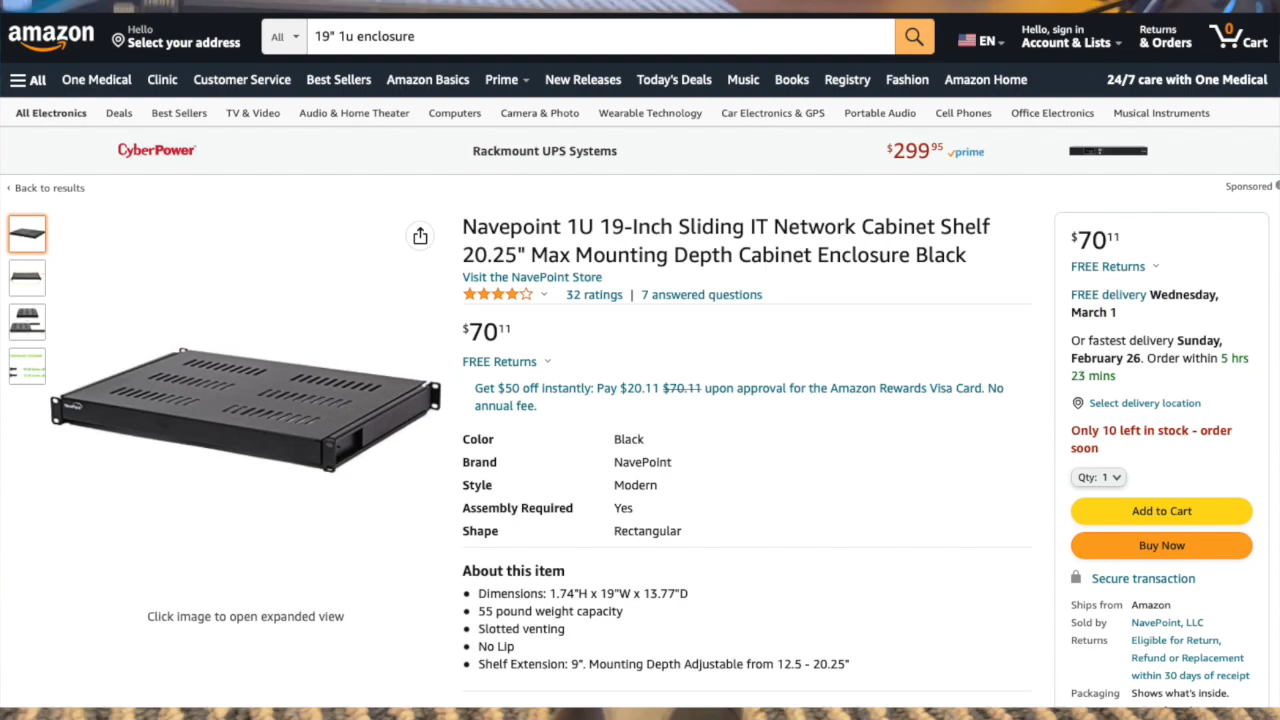 amazon
Hello
Select your address
All
19" 1u enclosure
EN
Hello, sign in
Account & Lists
Returns
& Orders
0
Cart
All
One Medical
Clinic
Customer Service
Best Sellers
Amazon Basics
Prime
New Releases
Today's Deals
Music
Books
Registry
Fashion
Amazon Home
24/7 care with One Medical
All Electronics
Deals
Best Sellers
TV & Video
Audio & Home Theater
Computers
Camera & Photo
Wearable Technology
Car Electronics & GPS
Portable Audio
Cell Phones
Office Electronics
Musical Instruments
CyberPower
Rackmount UPS Systems
$299.95
prime
‹ Back to results
Sponsored
Navepoint 1U 19-Inch Sliding IT Network Cabinet Shelf
20.25" Max Mounting Depth Cabinet Enclosure Black
Visit the NavePoint Store
32 ratings | 7 answered questions
$70 11
FREE Returns
Get $50 off instantly: Pay $20.11 $70.11 upon approval for the Amazon Rewards Visa Card. No
annual fee.
Color Black
Brand NavePoint
Style Modern
Assembly Required Yes
Shape Rectangular
About this item
• Dimensions: 1.74"H x 19"W x 13.77"D
• 55 pound weight capacity
• Slotted venting
• No Lip
• Shelf Extension: 9". Mounting Depth Adjustable from 12.5 - 20.25"
Click image to open expanded view
$70 11
FREE Returns
FREE delivery Wednesday,
March 1
Or fastest delivery Sunday,
February 26. Order within 5 hrs
23 mins
Select delivery location
Only 10 left in stock - order
soon
Qty: 1
Add to Cart
Buy Now
Secure transaction
Ships from Amazon
Sold by NavePoint, LLC
Returns Eligible for Return,
Refund or Replacement
within 30 days of receipt
Packaging Shows what's inside.